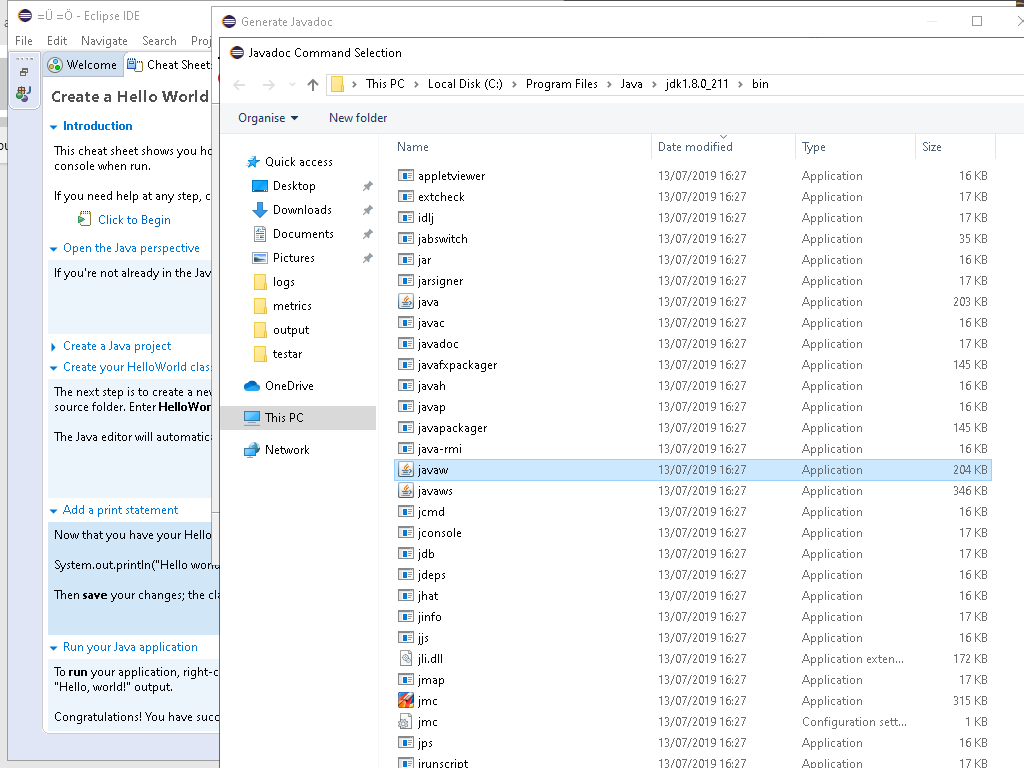 =Ü =Ö - Eclipse IDE
File Edit Navigate Search Proj
Welcome
Cheat Sheet
Create a Hello World
Introduction
This cheat sheet shows you ho
console when run.
If you need help at any step, c
Click to Begin
Open the Java perspective
If you're not already in the Jav
Create a Java project
Create your HelloWorld clas
The next step is to create a nev
source folder. Enter HelloWor
The Java editor will automatica
Add a print statement
Now that you have your Hello
System.out.println("Hello world
Then save your changes; the cla
Run your Java application
To run your application, right-c
"Hello, world!" output.
Congratulations! You have succ
Generate Javadoc
Javadoc Command Selection
This PC > Local Disk (C:) > Program Files > Java > jdk1.8.0_211 > bin
Organise New folder
Quick access
Desktop
Downloads
Documents
Pictures
logs
metrics
output
testar
OneDrive
This PC
Network
Name Date modified Type Size
appletviewer 13/07/2019 16:27 Application 16 KB
extcheck 13/07/2019 16:27 Application 17 KB
idlj 13/07/2019 16:27 Application 17 KB
jabswitch 13/07/2019 16:27 Application 35 KB
jar 13/07/2019 16:27 Application 16 KB
jarsigner 13/07/2019 16:27 Application 17 KB
java 13/07/2019 16:27 Application 203 KB
javac 13/07/2019 16:27 Application 16 KB
javadoc 13/07/2019 16:27 Application 17 KB
javafxpackager 13/07/2019 16:27 Application 145 KB
javah 13/07/2019 16:27 Application 16 KB
javap 13/07/2019 16:27 Application 16 KB
javapackager 13/07/2019 16:27 Application 145 KB
java-rmi 13/07/2019 16:27 Application 16 KB
javaw 13/07/2019 16:27 Application 204 KB
javaws 13/07/2019 16:27 Application 346 KB
jcmd 13/07/2019 16:27 Application 16 KB
jconsole 13/07/2019 16:27 Application 17 KB
jdb 13/07/2019 16:27 Application 17 KB
jdeps 13/07/2019 16:27 Application 16 KB
jhat 13/07/2019 16:27 Application 16 KB
jinfo 13/07/2019 16:27 Application 17 KB
jjs 13/07/2019 16:27 Application 16 KB
jli.dll 13/07/2019 16:27 Application exten... 172 KB
jmap 13/07/2019 16:27 Application 17 KB
jmc 13/07/2019 16:27 Application 315 KB
jmc 13/07/2019 16:27 Configuration sett... 1 KB
jps 13/07/2019 16:27 Application 16 KB
jrunscript 13/07/2019 16:27 Application 17 KB